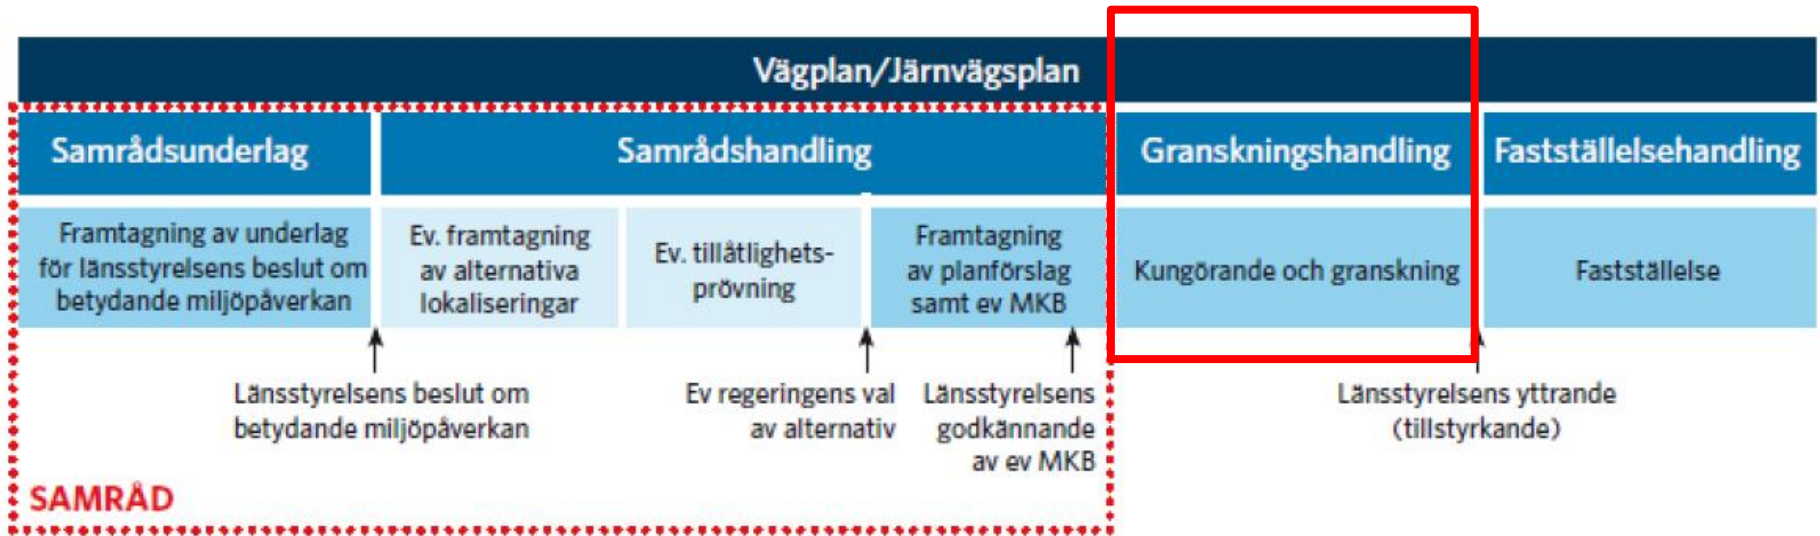 Vägplan/Järnvägsplan
Samrådsunderlag
Samrådshandling
Granskningshandling
Fastställelsehandling
Framtagning av underlag
för länsstyrelsens beslut om
betydande miljöpåverkan
Ev. framtagning
av alternativa
lokaliseringar
Ev. tillåtlighets-
prövning
Framtagning
av planförslag
samt ev MKB
Kungörande och granskning
Fastställelse
Länsstyrelsens beslut om
betydande miljöpåverkan
Ev regeringens val
av alternativ
Länsstyrelsens
godkännande
av ev MKB
Länsstyrelsens yttrande
(tillstyrkande)
SAMRÅD